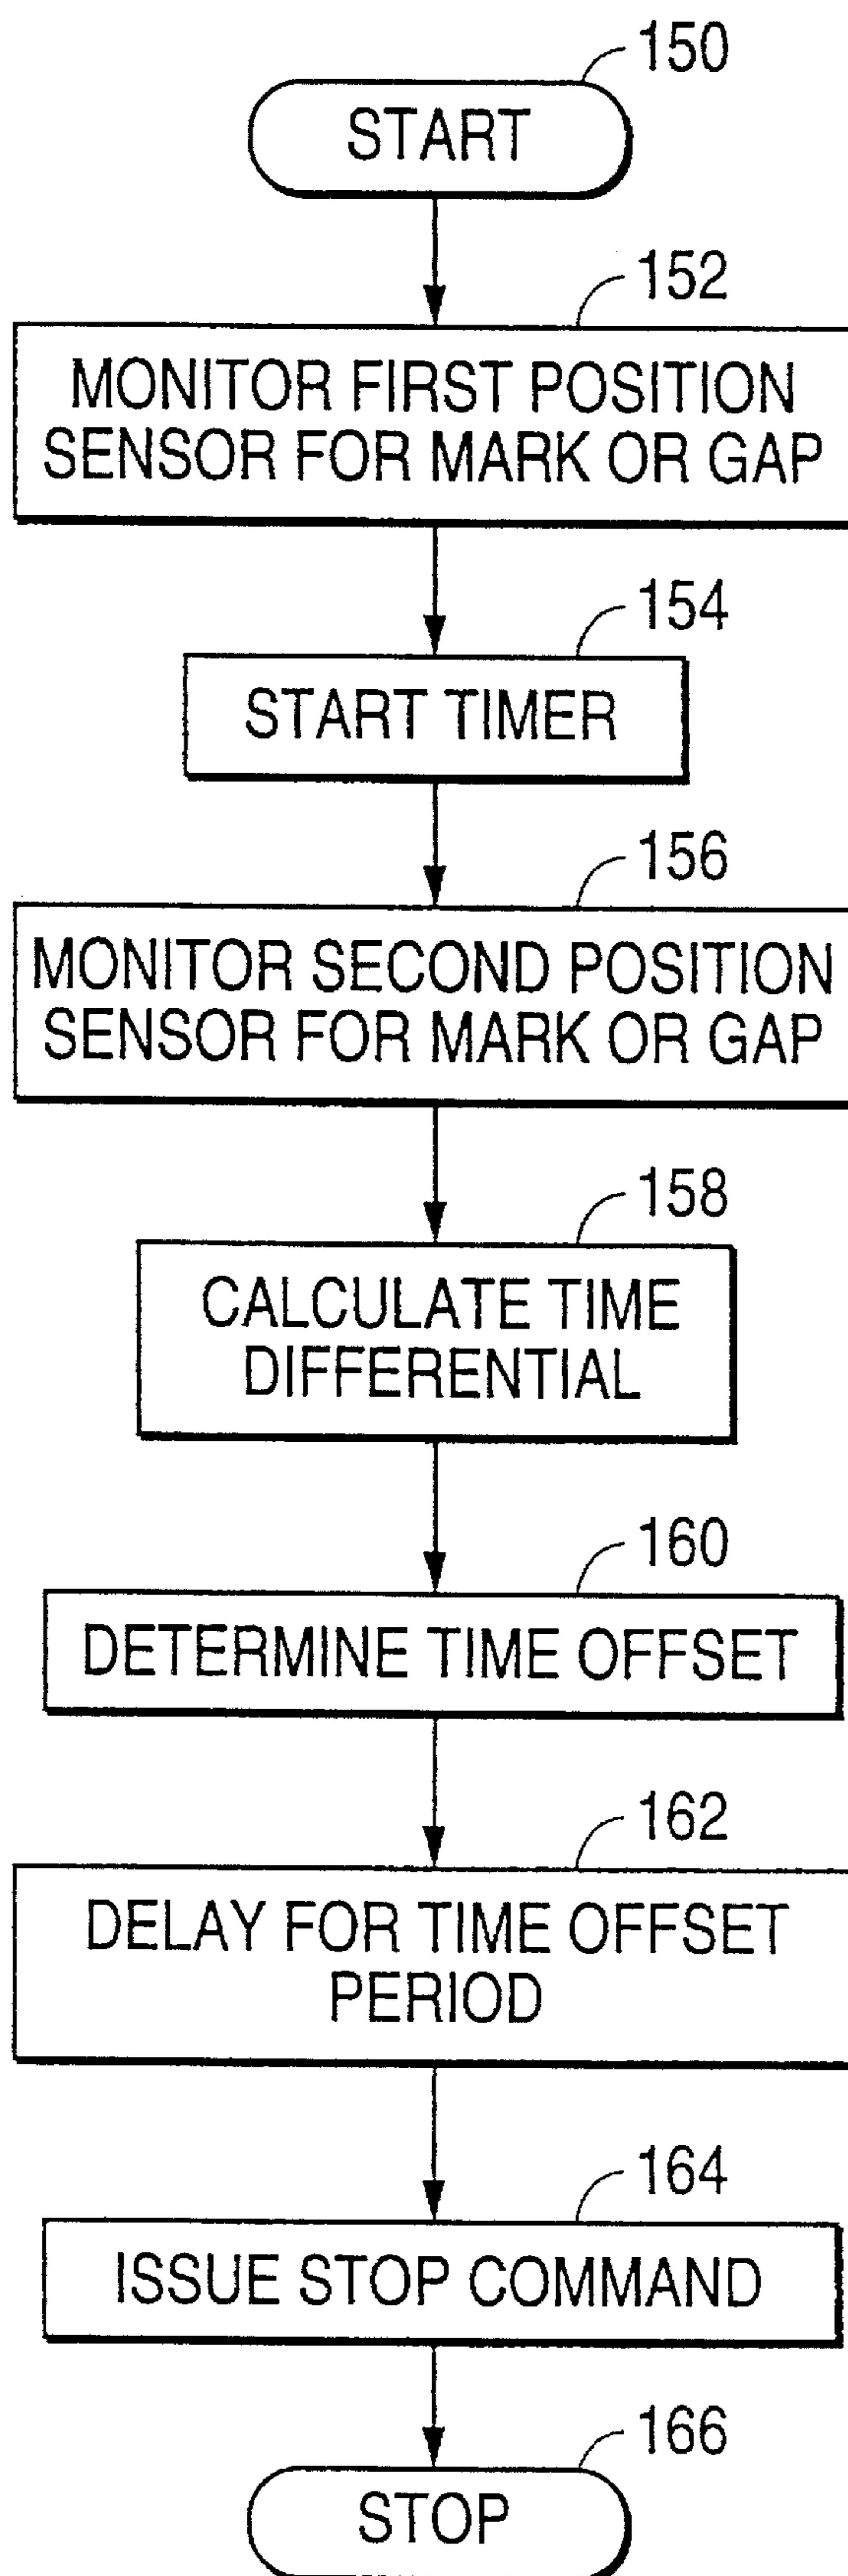 150
START
152
MONITOR FIRST POSITION
SENSOR FOR MARK OR GAP
154
START TIMER
156
MONITOR SECOND POSITION
SENSOR FOR MARK OR GAP
158
CALCULATE TIME
DIFFERENTIAL
160
DETERMINE TIME OFFSET
162
DELAY FOR TIME OFFSET
PERIOD
164
ISSUE STOP COMMAND
166
STOP